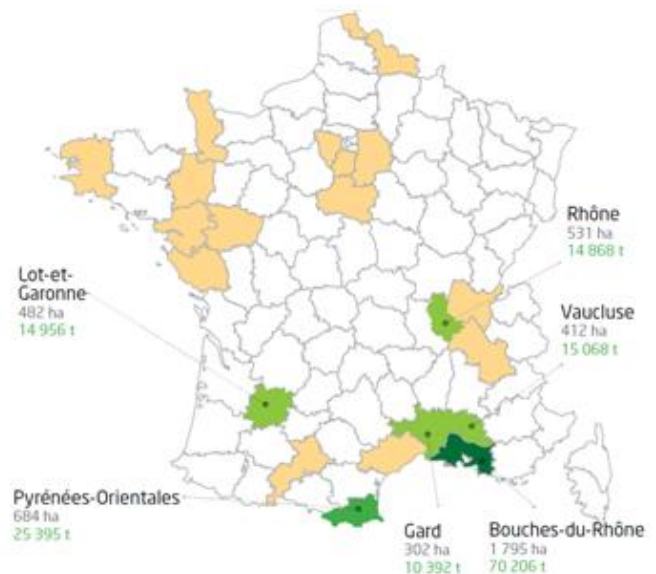 Rhône
531 ha
14 868 t
Lot-et-
Garonne
482 ha
14 956 t
Vaucluse
412 ha
15 068 t
Pyrénées-Orientales
684 ha
25 395 t
Gard
302 ha
10 392 t
Bouches-du-Rhône
1 795 ha
70 206 t